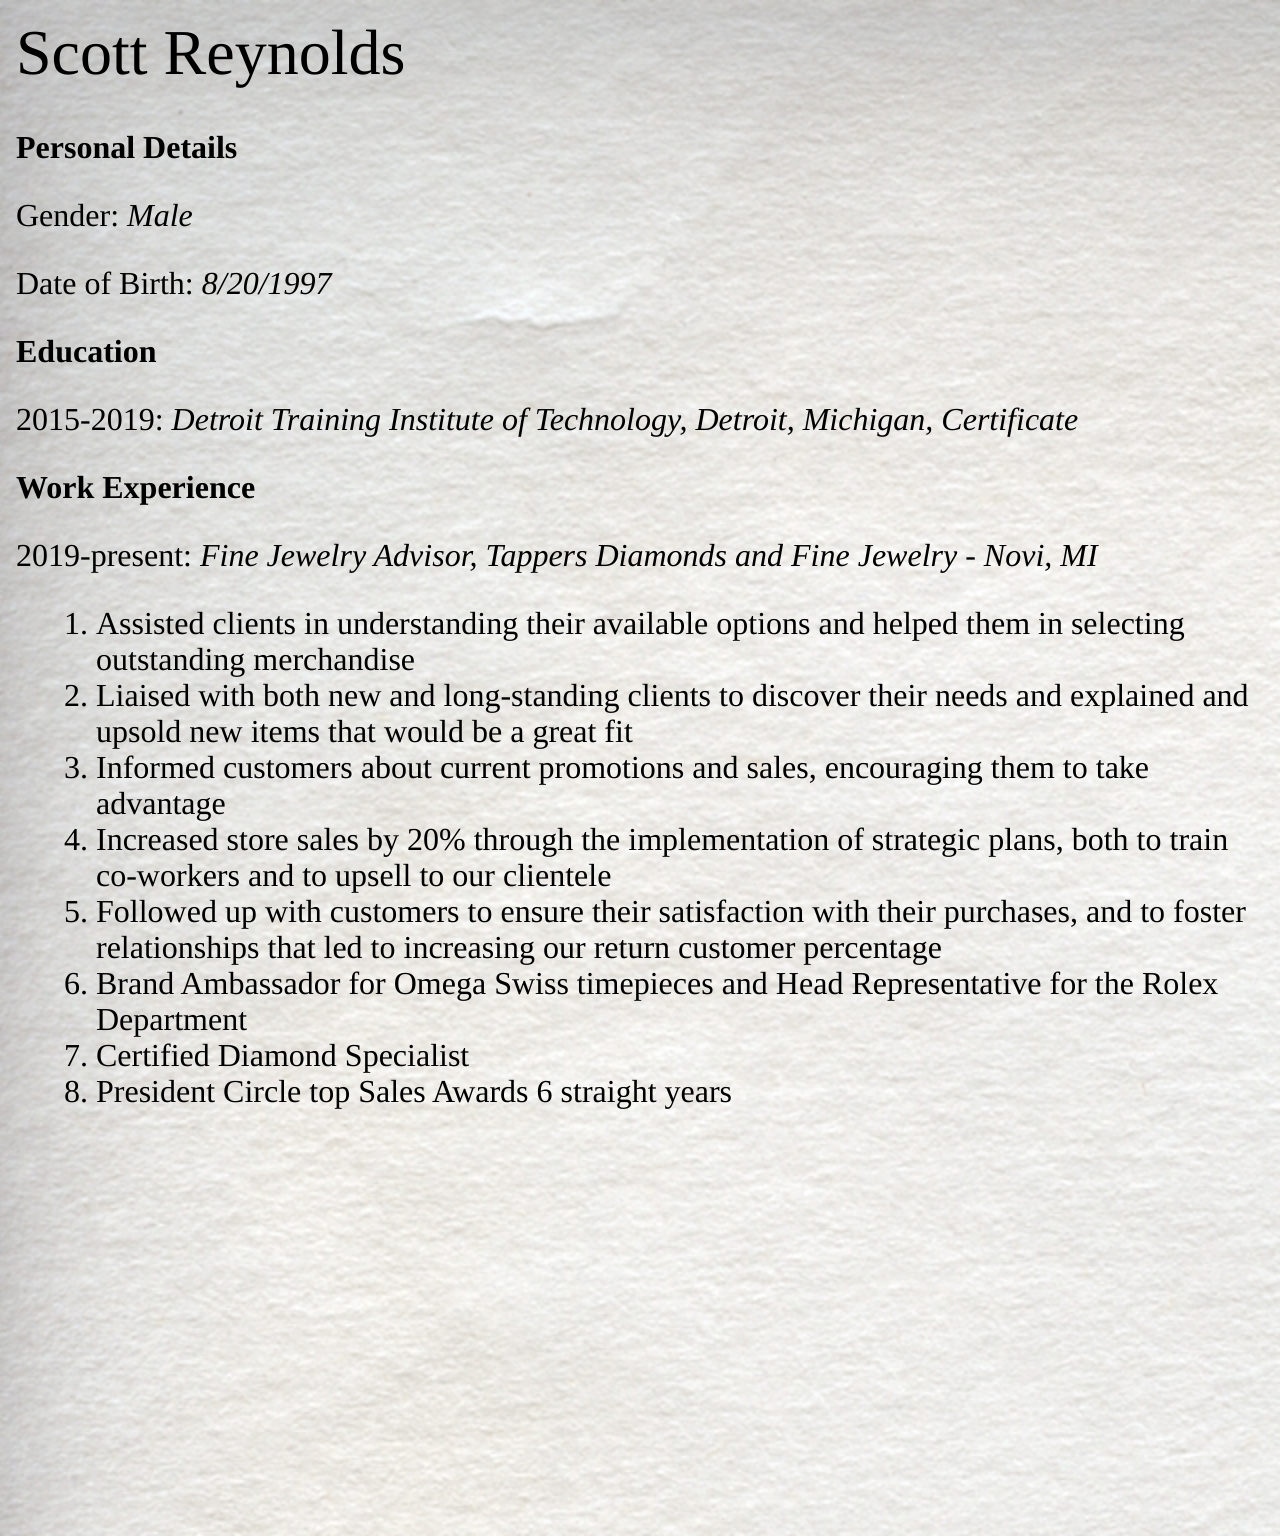 Scott Reynolds
Personal Details
Gender: Male
Date of Birth: 8/20/1997
Education
2015-2019: Detroit Training Institute of Technology, Detroit, Michigan, Certificate
Work Experience
2019-present: Fine Jewelry Advisor, Tappers Diamonds and Fine Jewelry - Novi, MI
1. Assisted clients in understanding their available options and helped them in selecting
outstanding merchandise
2. Liaised with both new and long-standing clients to discover their needs and explained and
upsold new items that would be a great fit
3. Informed customers about current promotions and sales, encouraging them to take
advantage
4. Increased store sales by 20% through the implementation of strategic plans, both to train
co-workers and to upsell to our clientele
5. Followed up with customers to ensure their satisfaction with their purchases, and to foster
relationships that led to increasing our return customer percentage
6. Brand Ambassador for Omega Swiss timepieces and Head Representative for the Rolex
Department
7. Certified Diamond Specialist
8. President Circle top Sales Awards 6 straight years